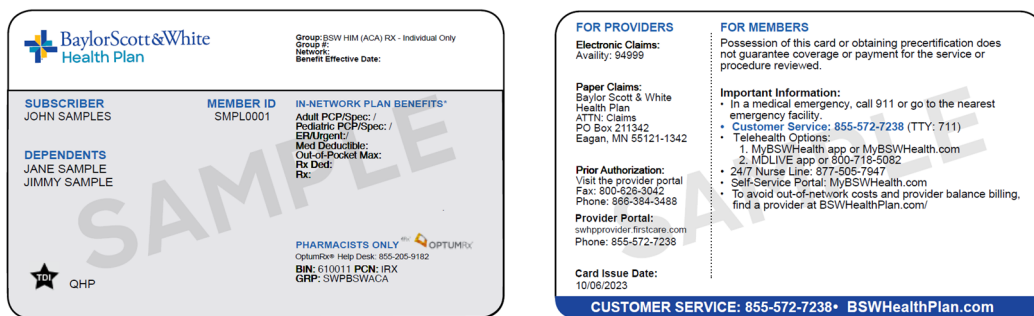 BaylorScott&White
Health Plan
Group: BSW HIM (ACA) RX - Individual Only
Group #:
Network:
Benefit Effective Date:
SUBSCRIBER
JOHN SAMPLES
MEMBER ID
SMPL0001
DEPENDENTS
JANE SAMPLE
JIMMY SAMPLE
IN-NETWORK PLAN BENEFITS*
Adult PCP/Spec: /
Pediatric PCP/Spec: /
ER/Urgent:/
Med Deductible:
Out-of-Pocket Max:
Rx Ded:
Rx:
SAMPLE
PHARMACISTS ONLY
OPTUMRx®
OptumRx® Help Desk: 855-205-9182
BIN: 610011 PCN: IRX
GRP: SWPBSWACA
TDI
QHP
FOR PROVIDERS
Electronic Claims:
Availity: 94999
Paper Claims:
Baylor Scott & White
Health Plan
ATTN: Claims
PO Box 211342
Eagan, MN 55121-1342
Prior Authorization:
Visit the provider portal
Fax: 800-626-3042
Phone: 866-384-3488
Provider Portal:
swhpprovider.firstcare.com
Phone: 855-572-7238
Card Issue Date:
10/06/2023
FOR MEMBERS
Possession of this card or obtaining precertification does
not guarantee coverage or payment for the service or
procedure reviewed.
Important Information:
• In a medical emergency, call 911 or go to the nearest
emergency facility.
• Customer Service: 855-572-7238 (TTY: 711)
• Telehealth Options:
1. MyBSWHealth app or MyBSWHealth.com
2. MDLIVE app or 800-718-5082
• 24/7 Nurse Line: 877-505-7947
• Self-Service Portal: MyBSWHealth.com
• To avoid out-of-network costs and provider balance billing,
find a provider at BSWHealthPlan.com/
SAMPLE
CUSTOMER SERVICE: 855-572-7238• BSWHealthPlan.com